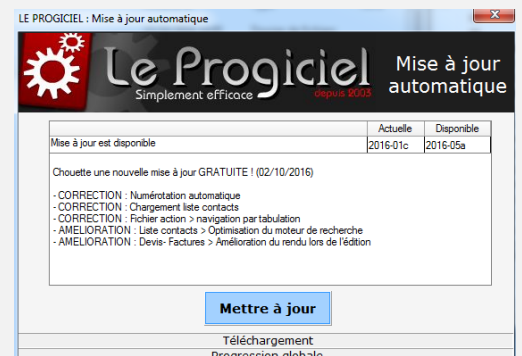 LE PROGICIEL : Mise à jour automatique
Le Progiciel
Simplement efficace
depuis 2003
Mise à jour
automatique
Actuelle Disponible
Mise à jour est disponible 2016-01c 2016-05a
Chouette une nouvelle mise à jour GRATUITE ! (02/10/2016)
- CORRECTION : Numérotation automatique
- CORRECTION : Chargement liste contacts
- CORRECTION : Fichier action > navigation par tabulation
- AMELIORATION : Liste contacts > Optimisation du moteur de recherche
- AMELIORATION : Devis- Factures > Amélioration du rendu lors de l'édition
Mettre à jour
Téléchargement
Progression globale